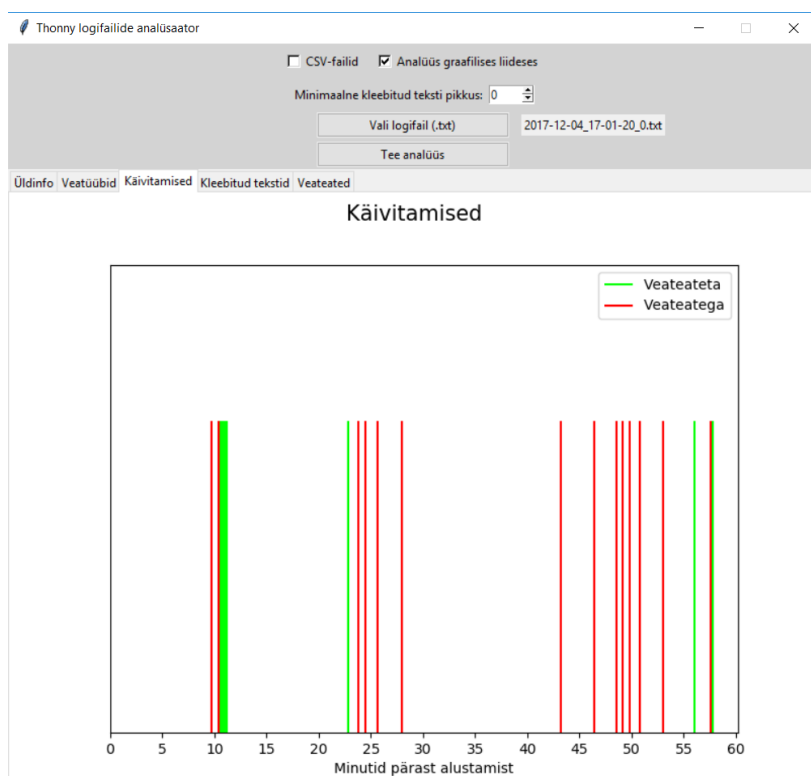 Thonny logifailide analüsaator
CSV-failid Analüüs graafilises liideses
Minimaalne kleebitud teksti pikkus: 0
Vali logifail (.txt) 2017-12-04_17-01-20_0.txt
Tee analüüs
Üldinfo Veatüübid Käivitamised Kleebitud tekstid Veateated
Käivitamised
Veateateta
Veateatega
0 5 10 15 20 25 30 35 40 45 50 55 60
Minutid pärast alustamist